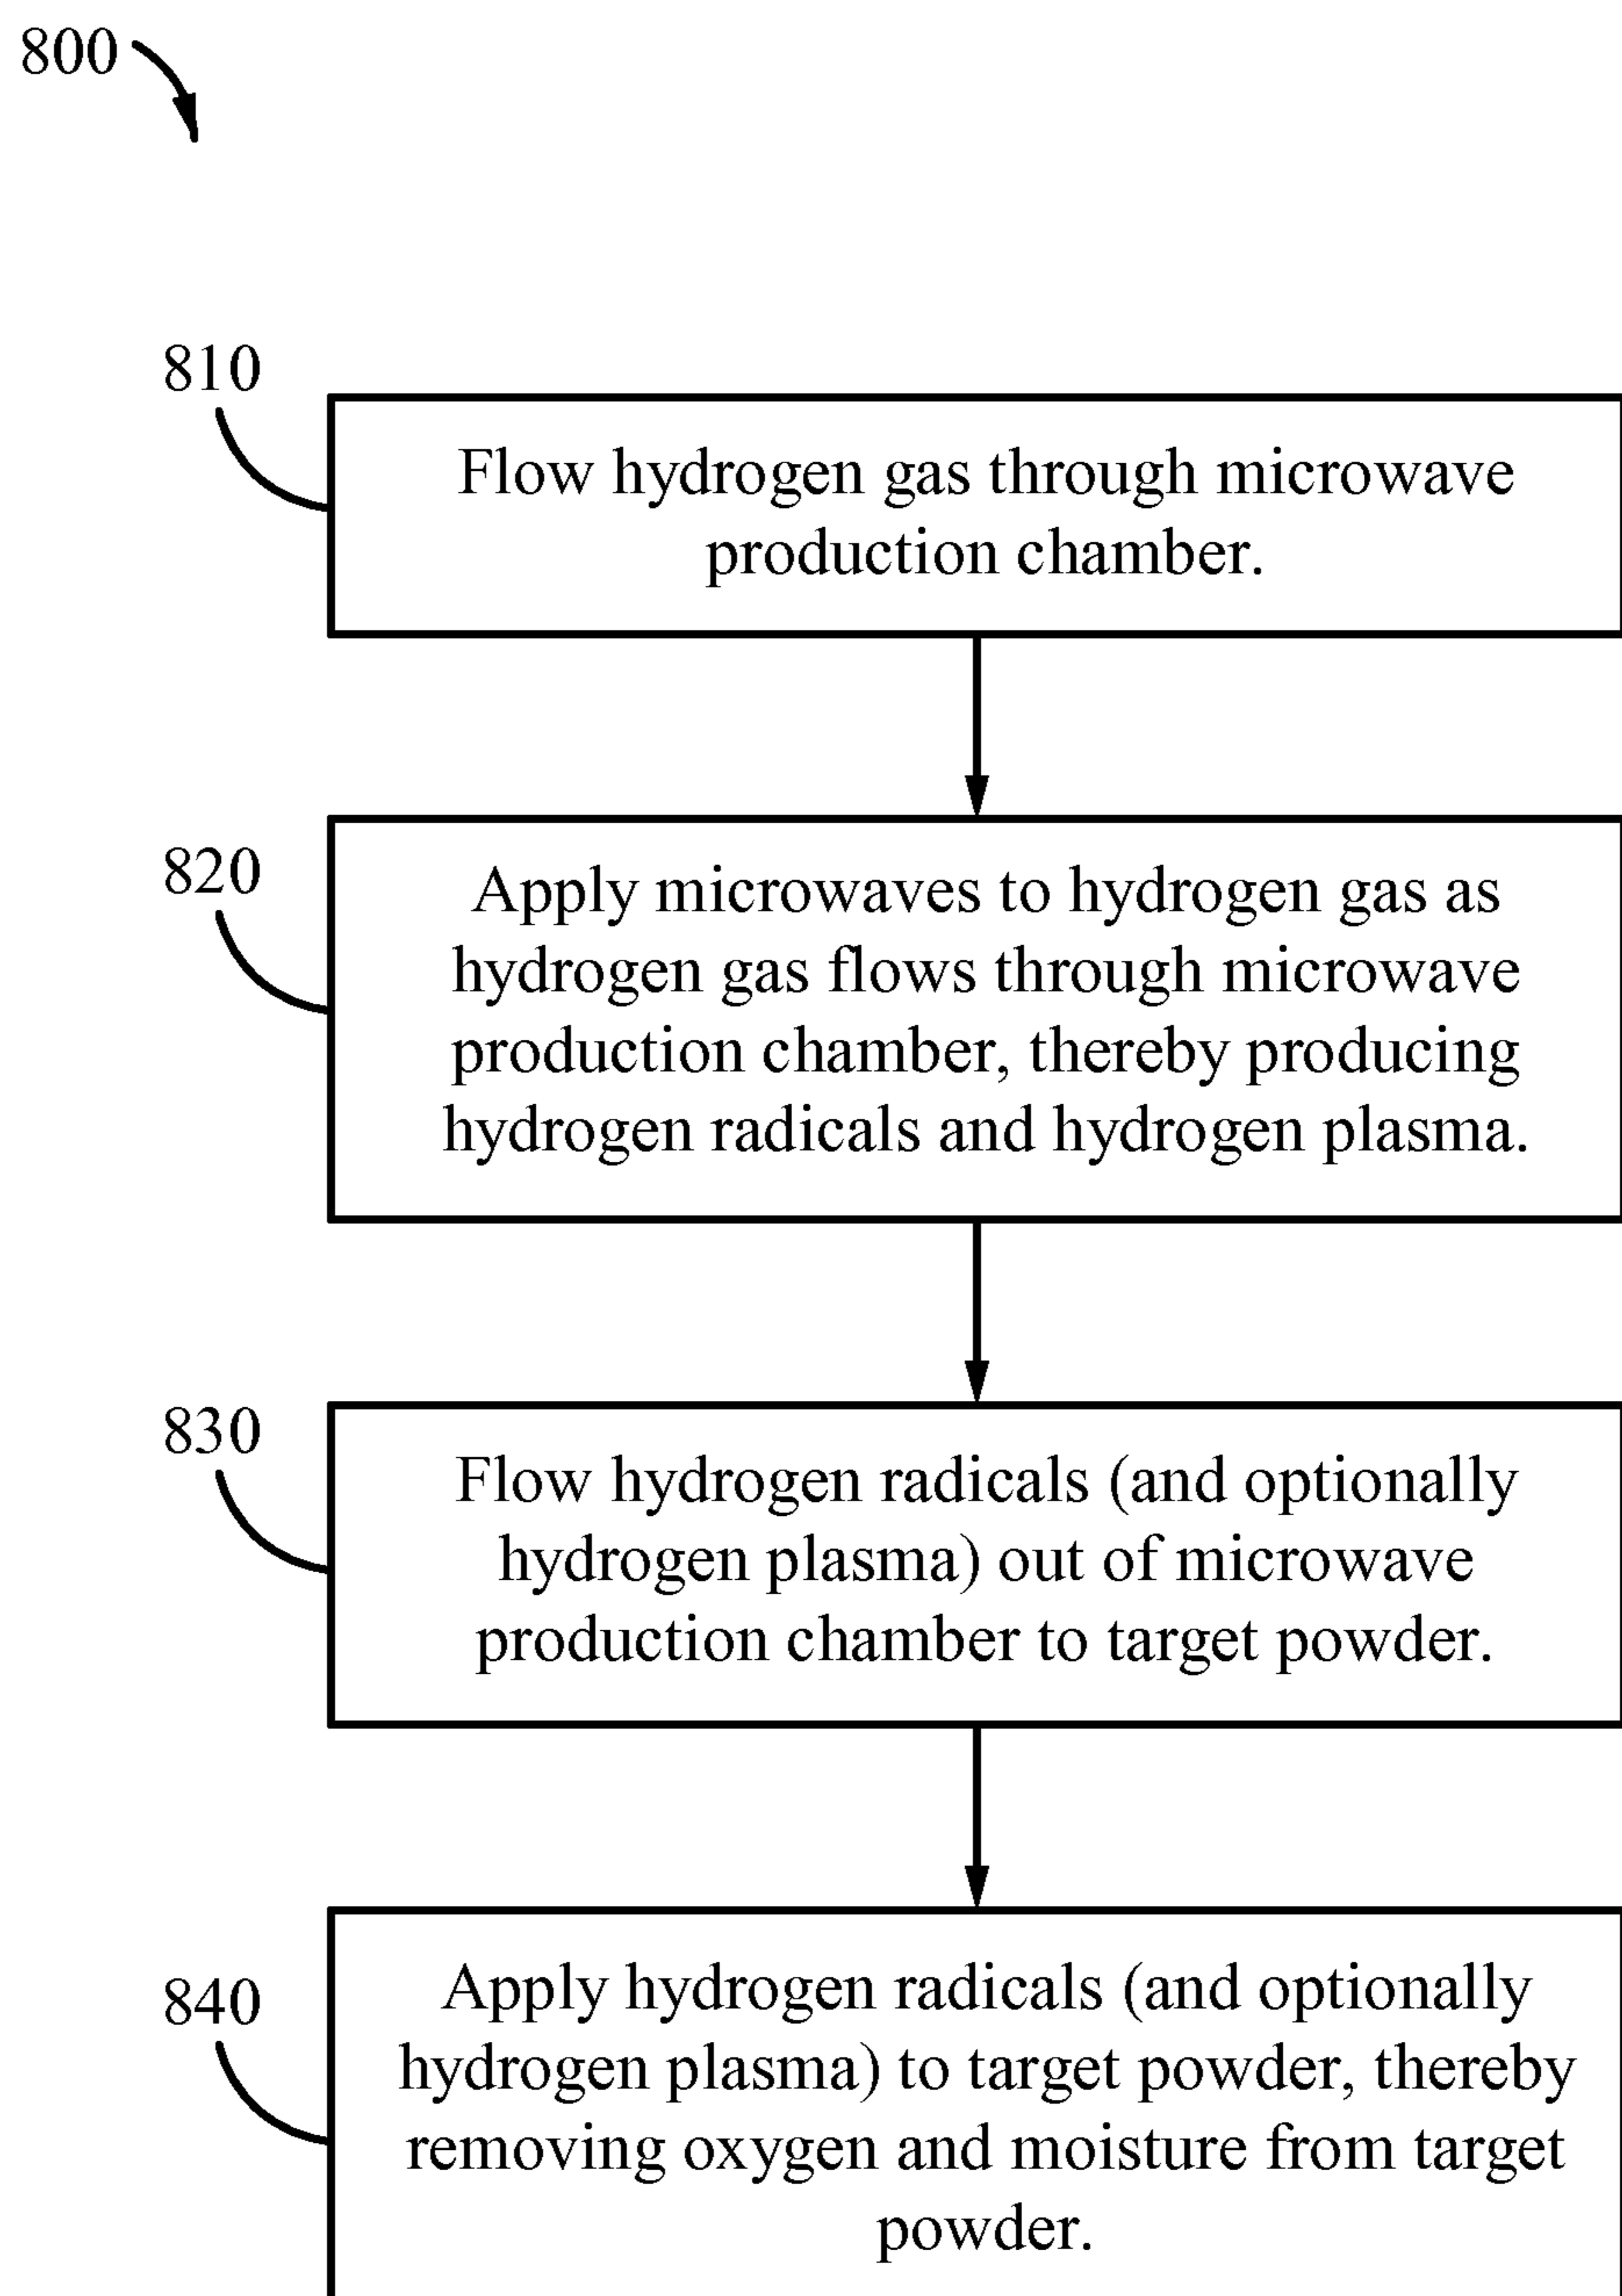 800
810
Flow hydrogen gas through microwave
production chamber.
820
Apply microwaves to hydrogen gas as
hydrogen gas flows through microwave
production chamber, thereby producing
hydrogen radicals and hydrogen plasma.
830
Flow hydrogen radicals (and optionally
hydrogen plasma) out of microwave
production chamber to target powder.
840
Apply hydrogen radicals (and optionally
hydrogen plasma) to target powder, thereby
removing oxygen and moisture from target
powder.